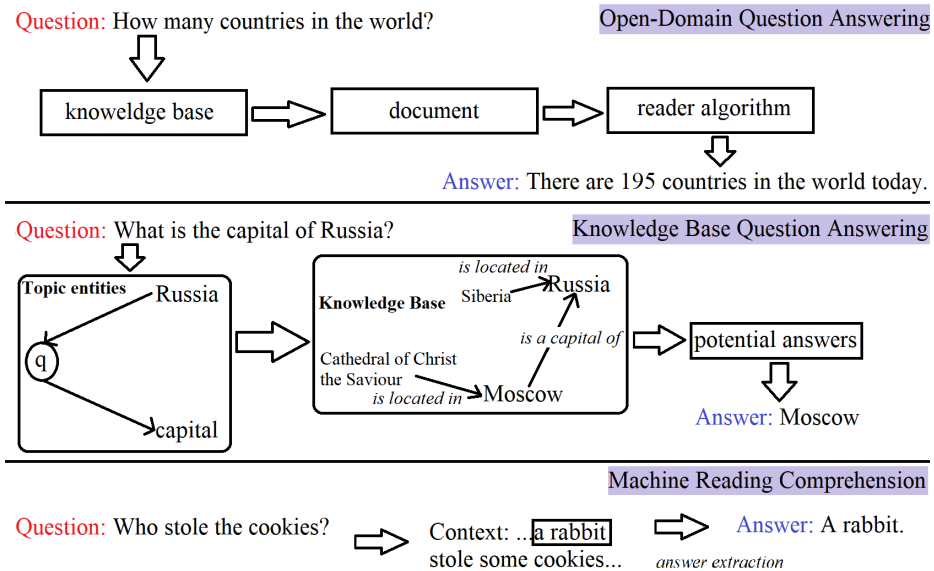 Question: How many countries in the world?
Open-Domain Question Answering
knoweldge base
document
reader algorithm
Answer: There are 195 countries in the world today.
Question: What is the capital of Russia?
Knowledge Base Question Answering
Topic entities
Russia
q
capital
Knowledge Base
is located in
Siberia
Russia
is a capital of
Cathedral of Christ
the Saviour
is located in
Moscow
potential answers
Answer: Moscow
Machine Reading Comprehension
Question: Who stole the cookies?
Context: ...a rabbit
stole some cookies...
answer extraction
Answer: A rabbit.